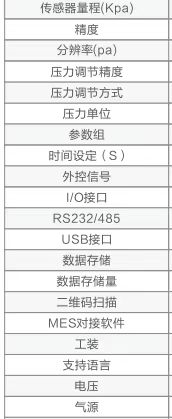 传感器量程(Kpa)
精度
分辨率(pa)
压力调节精度
压力调节方式
压力单位
参数组
时间设定（S）
外控信号
I/O接口
RS232/485
USB接口
数据存储
数据存储量
二维码扫描
MES对接软件
工装
支持语言
电压
气源